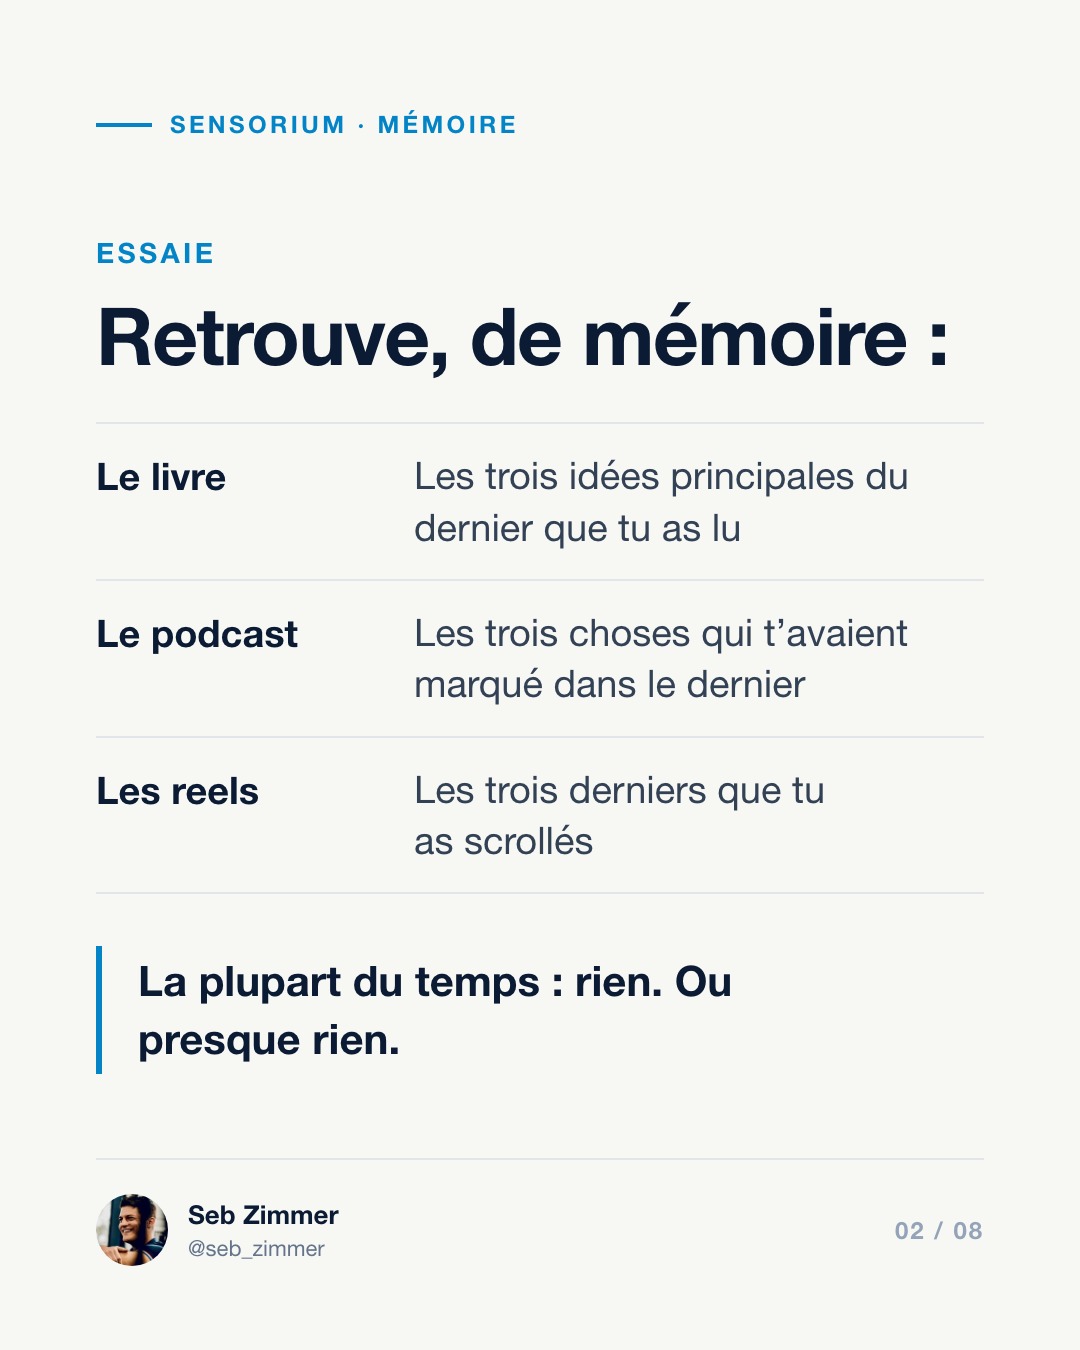 SENSORIUM · MÉMOIRE
ESSAIE
Retrouve, de mémoire :
Le livre
Les trois idées principales du
dernier que tu as lu
Le podcast
Les trois choses qui t’avaient
marqué dans le dernier
Les reels
Les trois derniers que tu
as scrollés
La plupart du temps : rien. Ou
presque rien.
Seb Zimmer
@seb_zimmer
02 / 08